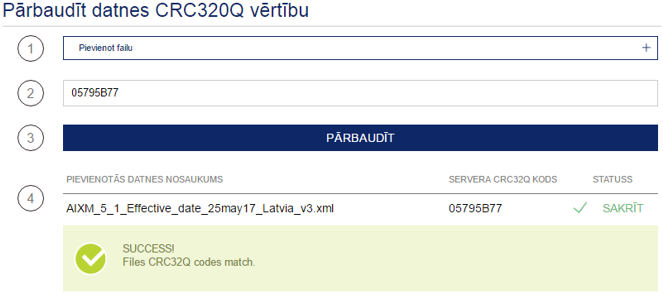 Pārbaudīt datnes CRC320Q vērtību
1
Pievienot failu
+
2
05795B77
3
PĀRBAUDĪT
4
PIEVIENOTĀS DATNES NOSAUKUMS SERVERA CRC32Q KODS STATUSS
AIXM_5_1_Effective_date_25may17_Latvia_v3.xml 05795B77 SAKRĪT
SUCCESS!
Files CRC32Q codes match.